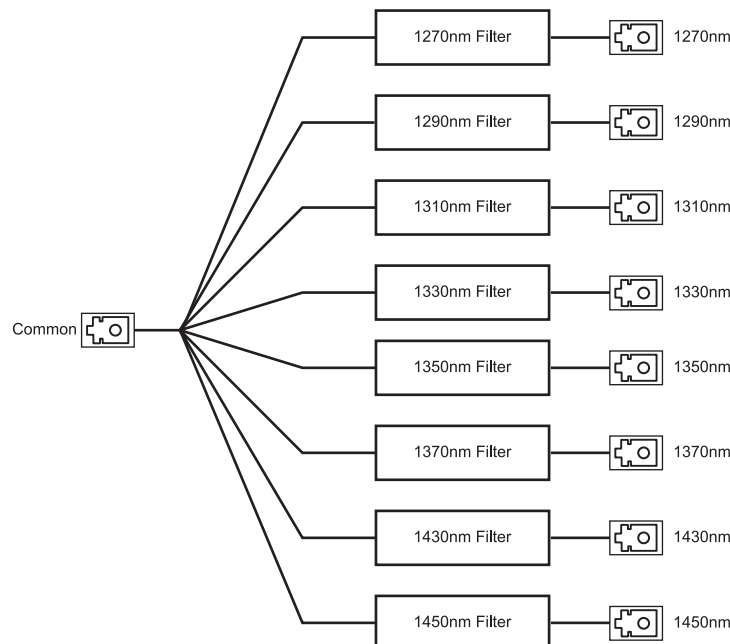 1270nm Filter 1270nm
1290nm Filter 1290nm
1310nm Filter 1310nm
1330nm Filter 1330nm
Common
1350nm Filter 1350nm
1370nm Filter 1370nm
1430nm Filter 1430nm
1450nm Filter 1450nm